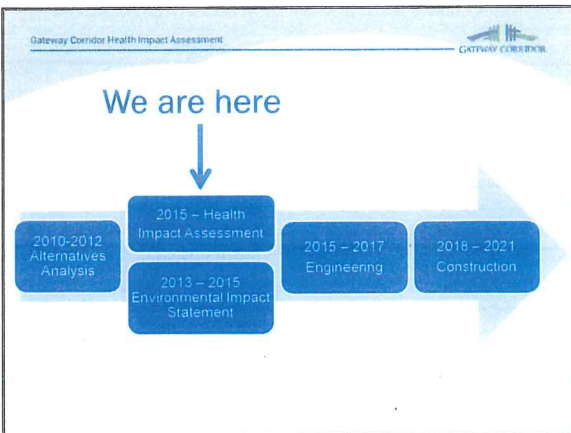 Gateway Corridor Health Impact Assessment
GATEWAY CORRIDOR
We are here
2010-2012
Alternatives
Analysis
2015 – Health
Impact Assessment
2013 – 2015
Environmental Impact
Statement
2015 – 2017
Engineering
2018 – 2021
Construction